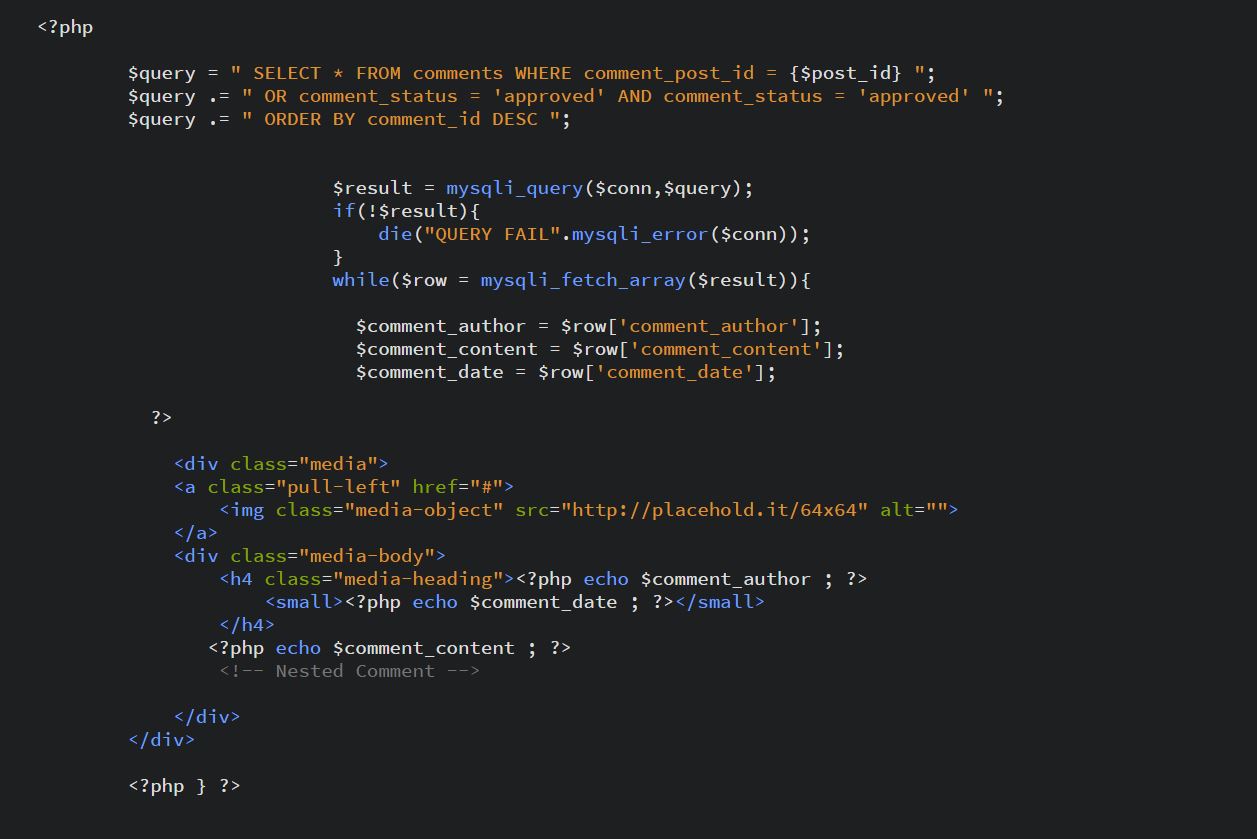 <?php
$query = " SELECT * FROM comments WHERE comment_post_id = {$post_id} ";
$query .= " OR comment_status = 'approved' AND comment_status = 'approved' ";
$query .= " ORDER BY comment_id DESC ";
$result = mysqli_query($conn,$query);
if(!$result){
die("QUERY FAIL".mysqli_error($conn));
}
while($row = mysqli_fetch_array($result)){
$comment_author = $row['comment_author'];
$comment_content = $row['comment_content'];
$comment_date = $row['comment_date'];
?>
<div class="media">
<a class="pull-left" href="#">
<img class="media-object" src="http://placehold.it/64x64" alt="">
</a>
<div class="media-body">
<h4 class="media-heading"><?php echo $comment_author ; ?>
<small><?php echo $comment_date ; ?></small>
</h4>
<?php echo $comment_content ; ?>
<!-- Nested Comment -->
</div>
</div>
<?php } ?>